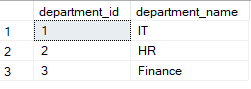 department_id department_name
1 1 IT
2 2 HR
3 3 Finance